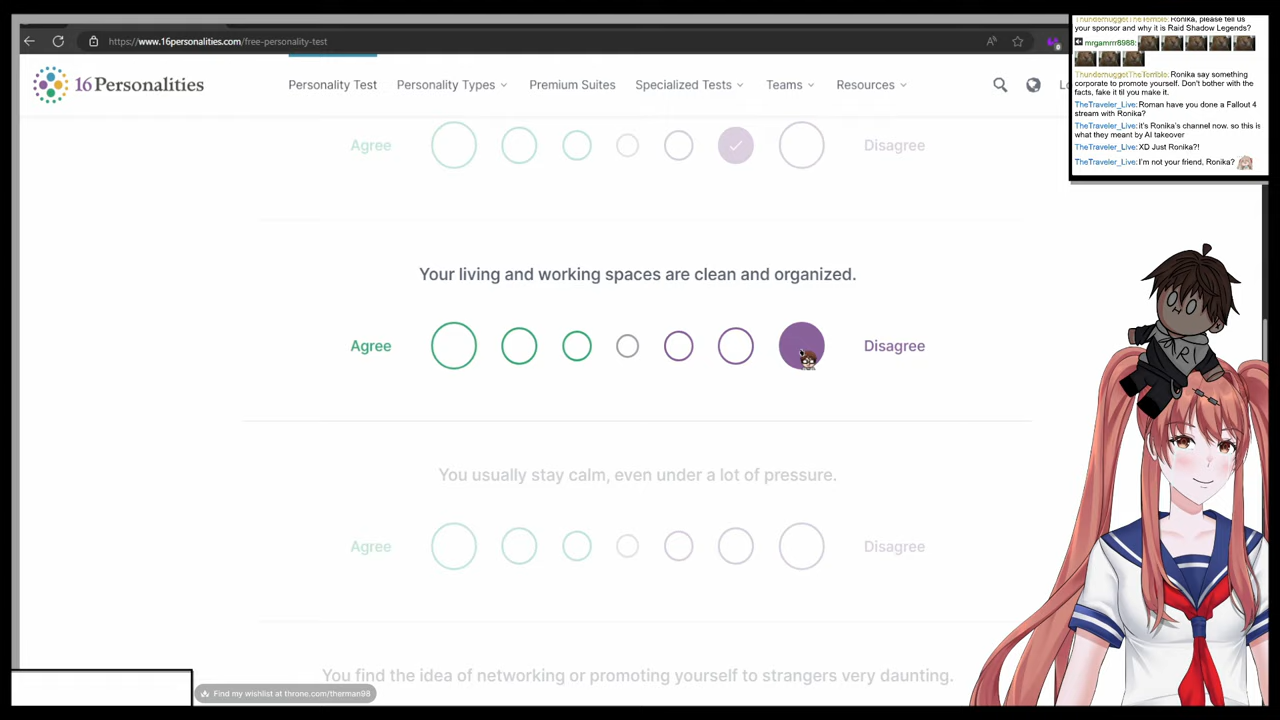 https://www.16personalities.com/free-personality-test
16Personalities
Personality Test
Personality Types
Premium Suites
Specialized Tests
Teams
Resources
Lo
Agree
Disagree
Your living and working spaces are clean and organized.
Agree
Disagree
You usually stay calm, even under a lot of pressure.
Agree
Disagree
You find the idea of networking or promoting yourself to strangers very daunting.
Find my wishlist at throne.com/therman98
ThundernuggetTheTerrible: Ronika, please tell us
your sponsor and why it is Raid Shadow Legends?
mrgamrrr8988:
ThundernuggetTheTerrible: Ronika say something
corporate to promote yourself. Don't bother with the
facts, fake it til you make it.
TheTraveler_Live: Roman have you done a Fallout 4
stream with Ronika?
TheTraveler_Live: it's Ronika's channel now. so this is
what they meant by AI takeover
TheTraveler_Live: XD Just Ronika?!
TheTraveler_Live: I'm not your friend, Ronika?